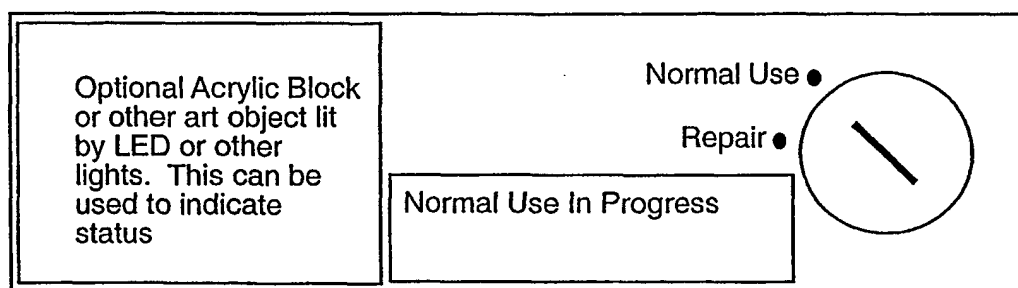 Optional Acrylic Block
or other art object lit
by LED or other
lights. This can be
used to indicate
status
Normal Use
Repair
Normal Use In Progress